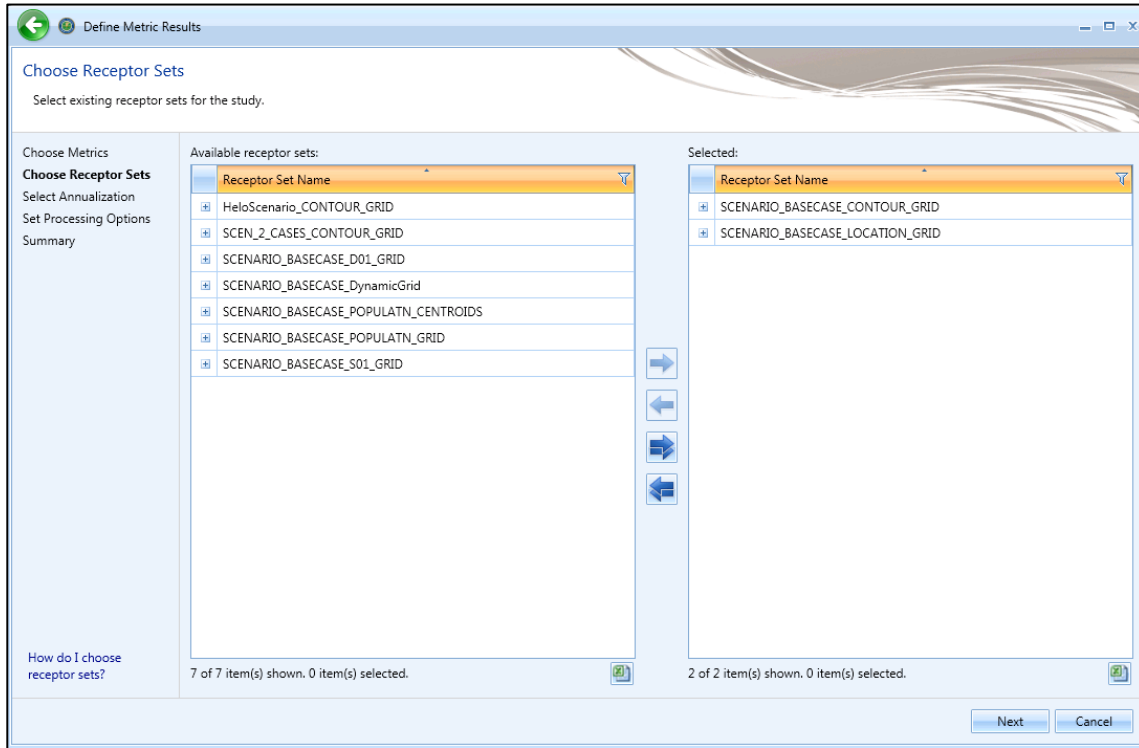 Define Metric Results
Choose Receptor Sets
Select existing receptor sets for the study.
Choose Metrics
Choose Receptor Sets
Select Annualization
Set Processing Options
Summary
How do I choose
receptor sets?
Available receptor sets:
Receptor Set Name
HeloScenario_CONTOUR_GRID
SCEN_2_CASES_CONTOUR_GRID
SCENARIO_BASECASE_D01_GRID
SCENARIO_BASECASE_DynamicGrid
SCENARIO_BASECASE_POPULATN_CENTROIDS
SCENARIO_BASECASE_POPULATN_GRID
SCENARIO_BASECASE_S01_GRID
7 of 7 item(s) shown. 0 item(s) selected.
Selected:
Receptor Set Name
SCENARIO_BASECASE_CONTOUR_GRID
SCENARIO_BASECASE_LOCATION_GRID
2 of 2 item(s) shown. 0 item(s) selected.
Next
Cancel